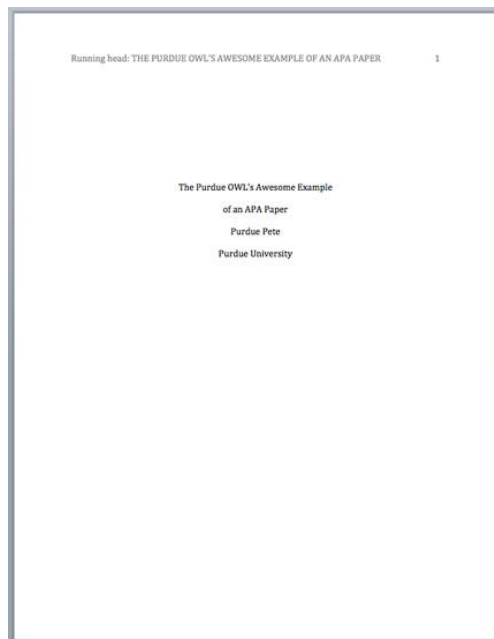 Running head: THE PURDUE OWL'S AWESOME EXAMPLE OF AN APA PAPER 1
The Purdue OWL's Awesome Example
of an APA Paper
Purdue Pete
Purdue University